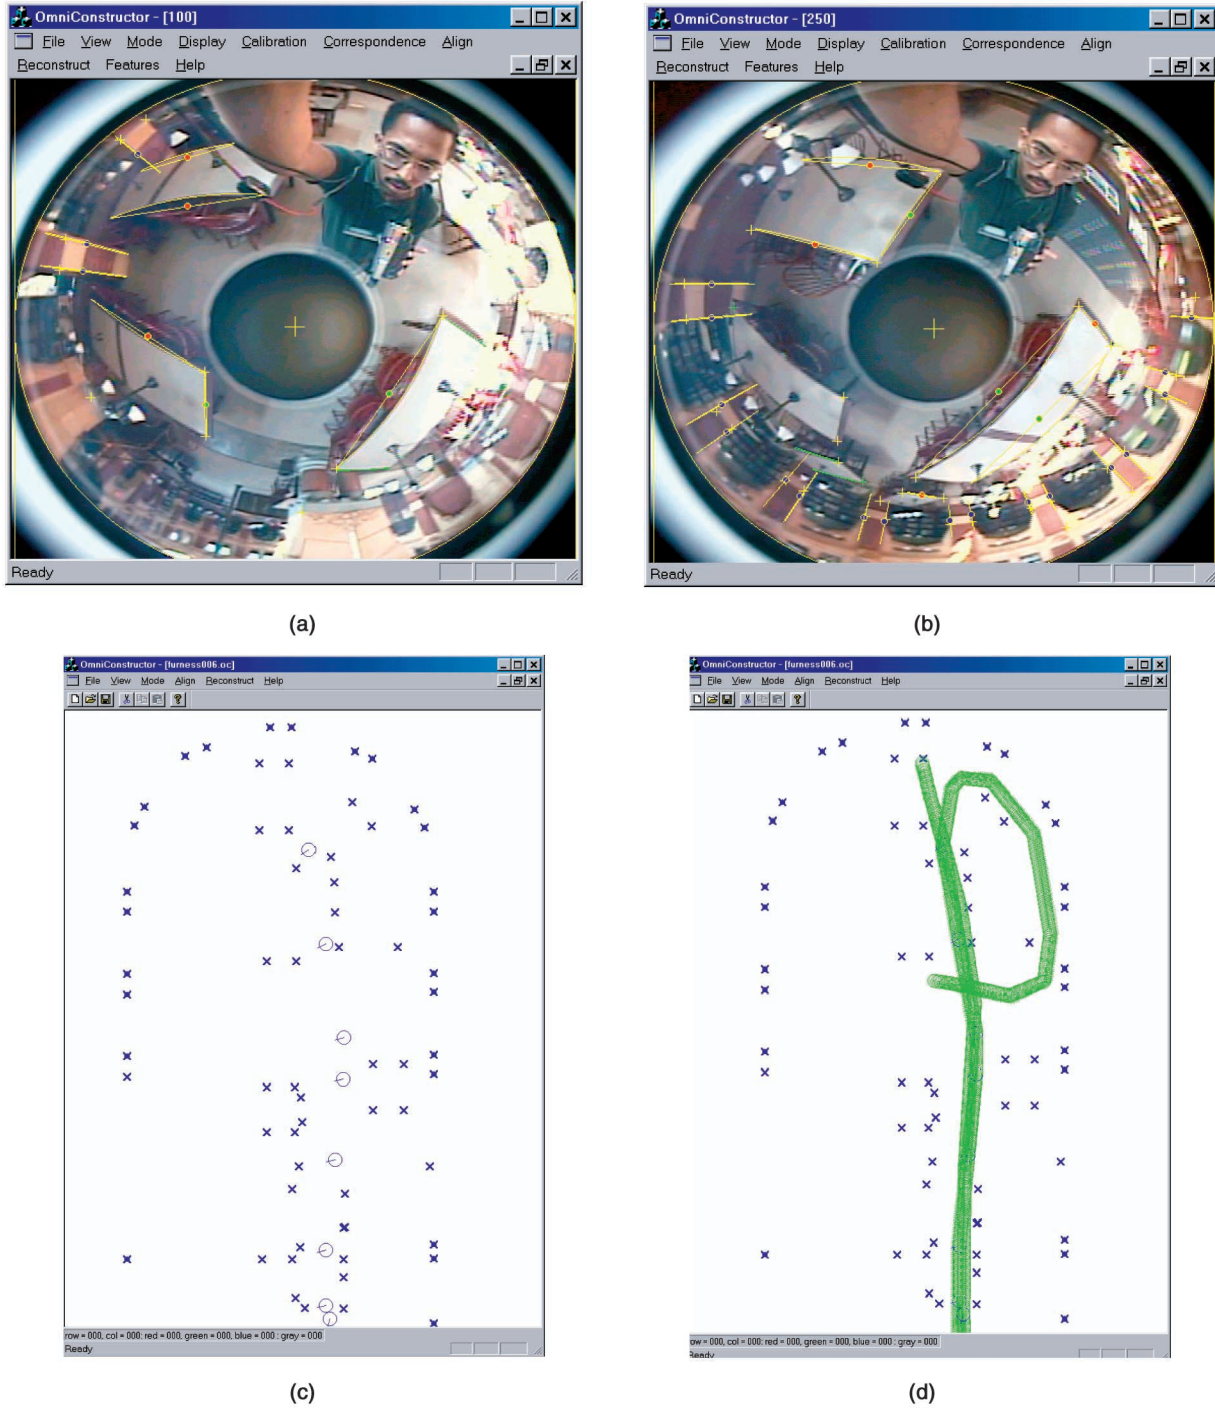 OmniConstructor - [100]
File View Mode Display Calibration Correspondence Align
Reconstruct Features Help
Ready
(a)
OmniConstructor - [250]
File View Mode Display Calibration Correspondence Align
Reconstruct Features Help
Ready
(b)
OmniConstructor - [furness006.oc]
File View Mode Align Reconstruct Help
row = 000, col = 000: red = 000, green = 000, blue = 000 : gray = 000
Ready
(c)
OmniConstructor - [furness006.oc]
File View Mode Align Reconstruct Help
row = 000, col = 000: red = 000, green = 000, blue = 000 : gray = 000
Ready
(d)